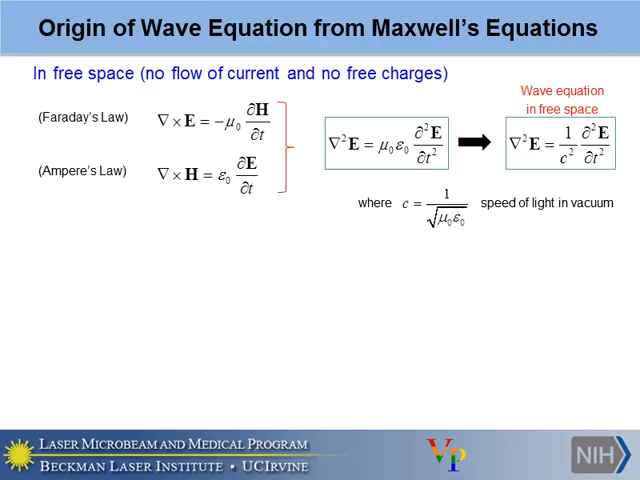 Origin of Wave Equation from Maxwell's Equations
In free space (no flow of current and no free charges)
Wave equation
in free space
(Faraday's Law) ∇ × E = −μ₀ ∂H/∂t
∇²E = μ₀ε₀ ∂²E/∂t²
∇²E = 1/c² ∂²E/∂t²
(Ampere's Law) ∇ × H = ε₀ ∂E/∂t
where c = 1/√(μ₀ε₀) speed of light in vacuum
LASER MICROBEAM AND MEDICAL PROGRAM
BECKMAN LASER INSTITUTE • UCIRVINE
VP
NIH